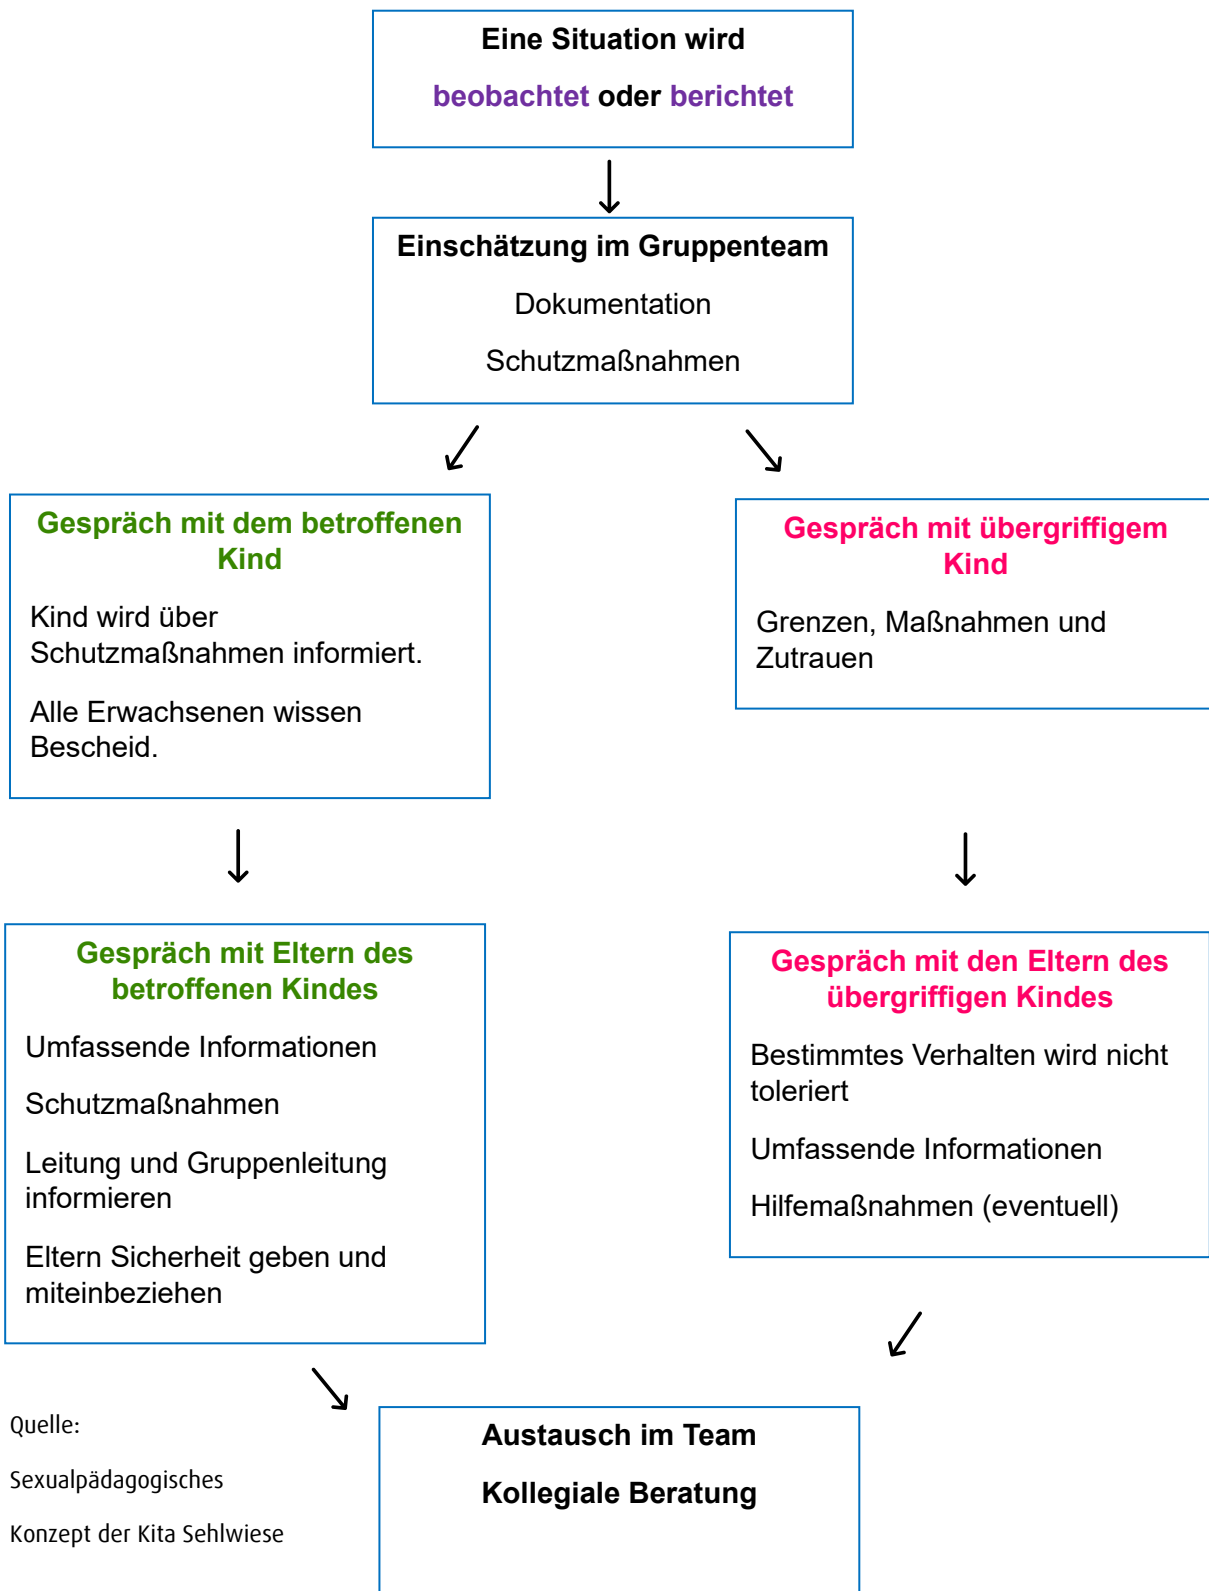 Eine Situation wird
beobachtet oder berichtet
Einschätzung im Gruppenteam
Dokumentation
Schutzmaßnahmen
Gespräch mit dem betroffenen
Kind
Kind wird über
Schutzmaßnahmen informiert.
Alle Erwachsenen wissen
Bescheid.
Gespräch mit übergriffigem
Kind
Grenzen, Maßnahmen und
Zutrauen
Gespräch mit Eltern des
betroffenen Kindes
Umfassende Informationen
Schutzmaßnahmen
Leitung und Gruppenleitung
informieren
Eltern Sicherheit geben und
miteinbeziehen
Gespräch mit den Eltern des
übergriffigen Kindes
Bestimmtes Verhalten wird nicht
toleriert
Umfassende Informationen
Hilfemaßnahmen (eventuell)
Quelle:
Sexualpädagogisches
Konzept der Kita Sehlwiese
Austausch im Team
Kollegiale Beratung